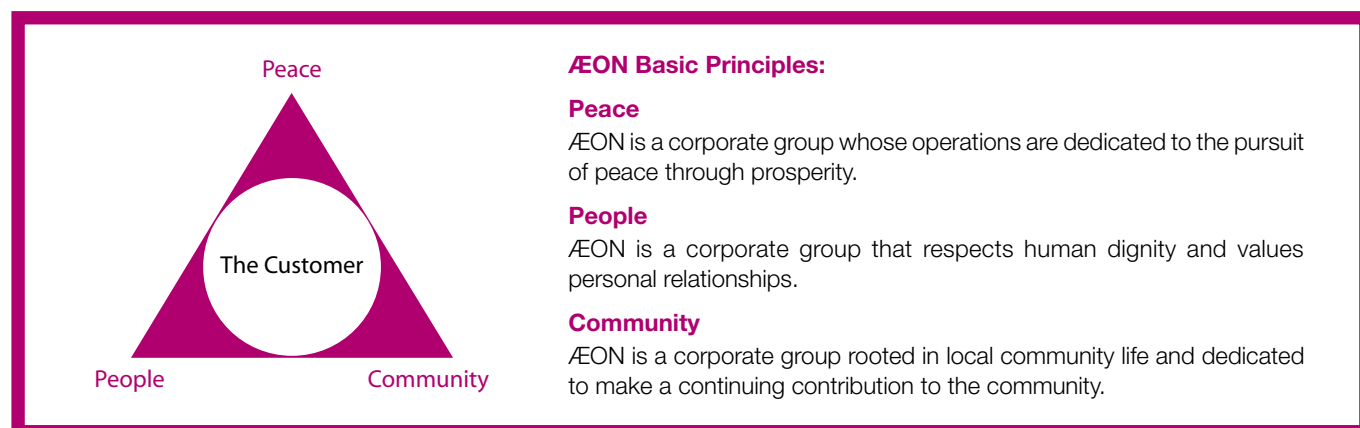 Peace
The Customer
People
Community
ÆON Basic Principles:
Peace
ÆON is a corporate group whose operations are dedicated to the pursuit
of peace through prosperity.
People
ÆON is a corporate group that respects human dignity and values
personal relationships.
Community
ÆON is a corporate group rooted in local community life and dedicated
to make a continuing contribution to the community.